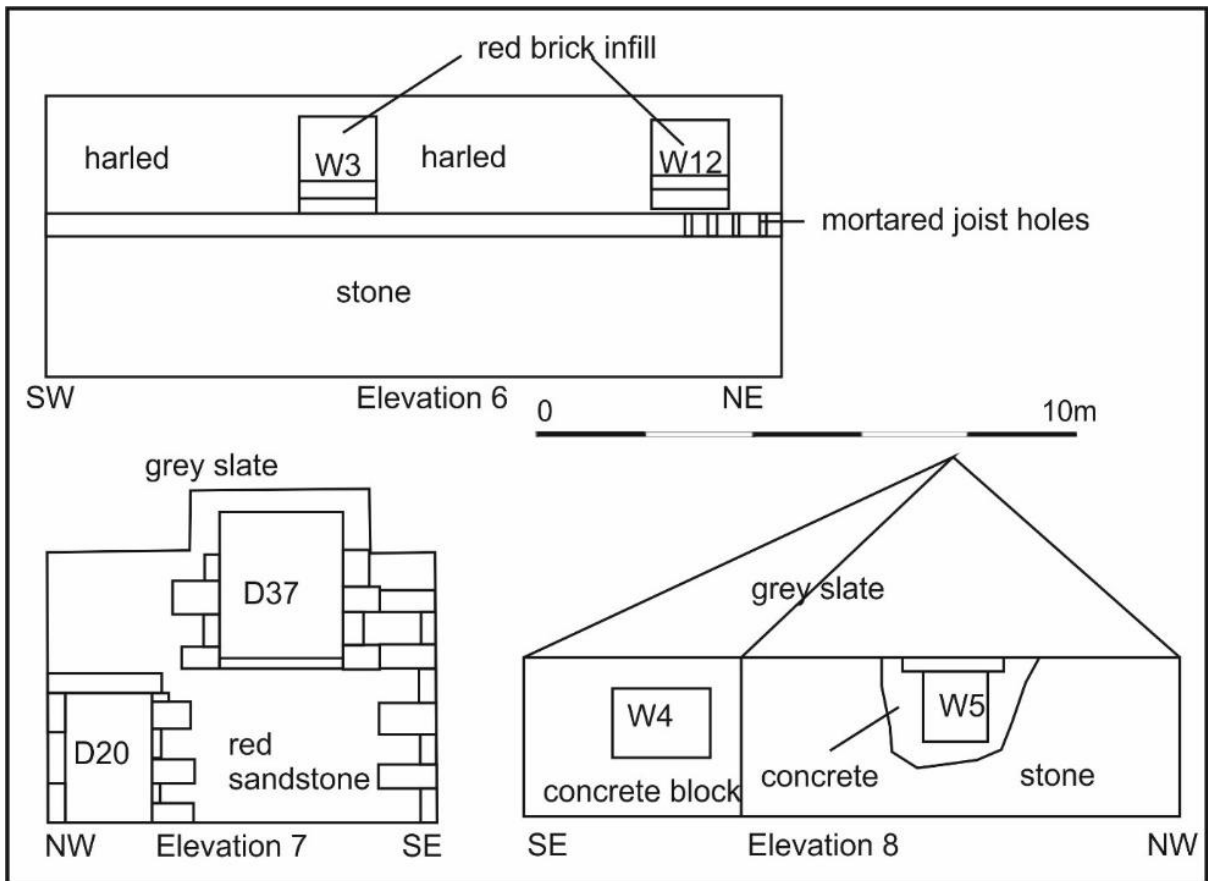 red brick infill
harled
W3
harled
W12
mortared joist holes
stone
SW
Elevation 6
NE
0
10m
grey slate
D37
D20
red
sandstone
NW
Elevation 7
SE
grey slate
W4
W5
concrete block
concrete
stone
SE
Elevation 8
NW